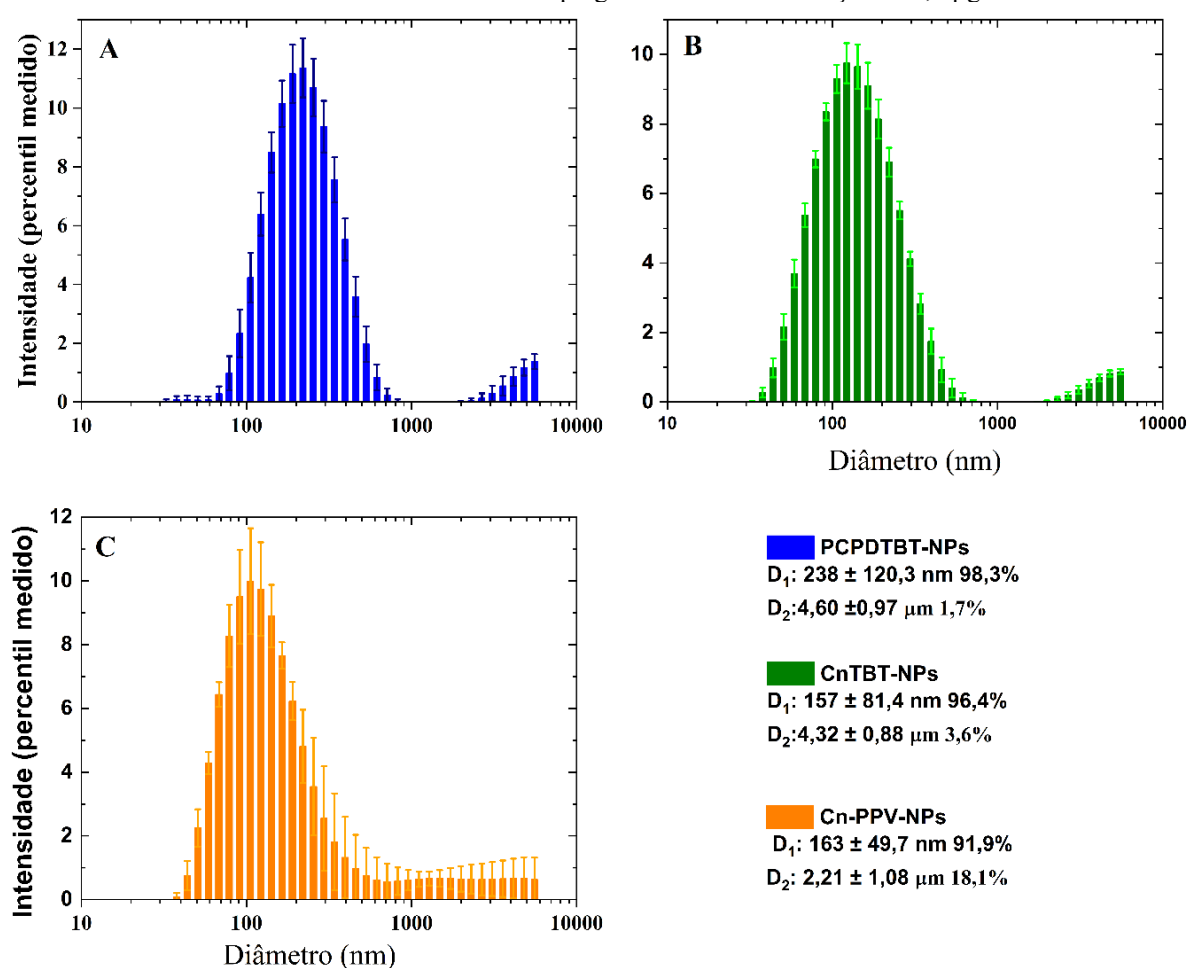 A
Intensidade (percentil medido)
12
10
8
6
4
2
0
10
100
1000
10000
B
10
8
6
4
2
0
10
100
1000
10000
Diâmetro (nm)
C
Intensidade (percentil medido)
12
10
8
6
4
2
0
10
100
1000
10000
Diâmetro (nm)
PCPDTBT-NPs
D₁: 238 ± 120,3 nm 98,3%
D₂:4,60 ±0,97 µm 1,7%
CnTBT-NPs
D₁: 157 ± 81,4 nm 96,4%
D₂:4,32 ± 0,88 µm 3,6%
Cn-PPV-NPs
D₁: 163 ± 49,7 nm 91,9%
D₂: 2,21 ± 1,08 µm 18,1%